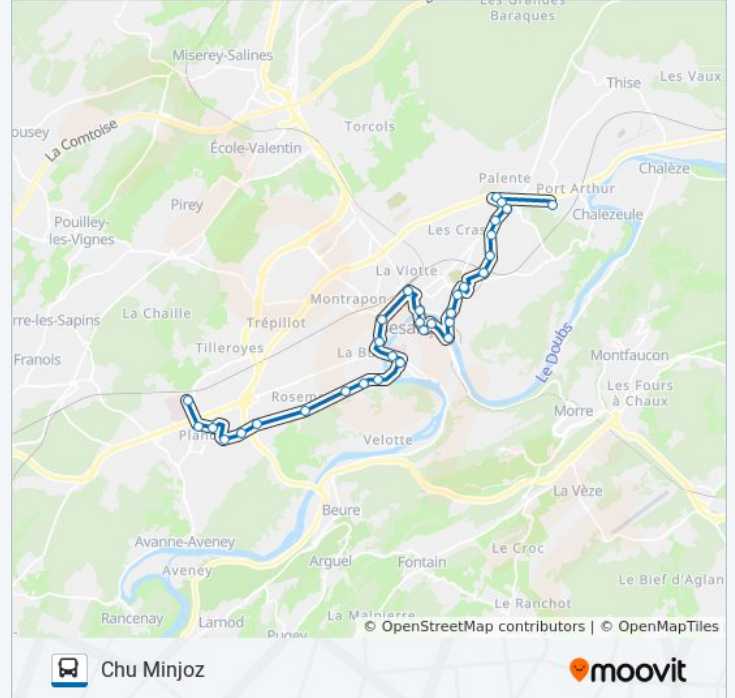 Les Grandes
Baraques
Miserey-Salines
Thise
Les Vaux
ousey
La Comtoise
Torcols
École-Valentin
Palente
Port Arthur
Chalèze
Pirey
Chalezeule
Pouilley-
les-Vignes
Les Cras
La Viotte
Montrapon
La Chaille
rre-les-Sapins
Trépillot
Tilleroyes
La Bu
Le Doubs
Franois
Montfaucon
Les Fours
à Chaux
Rosem
Morre
Plan
Velotte
La Vèze
Beure
Avanne-Aveney
Le Croc
Arguel
Fontain
Aveney
Le Bief d'Aglan
Le Ranchot
Rancenay
Larnod
La Malpierre
Pugey
© OpenStreetMap contributors | © OpenMapTiles
Chu Minjoz
moovit